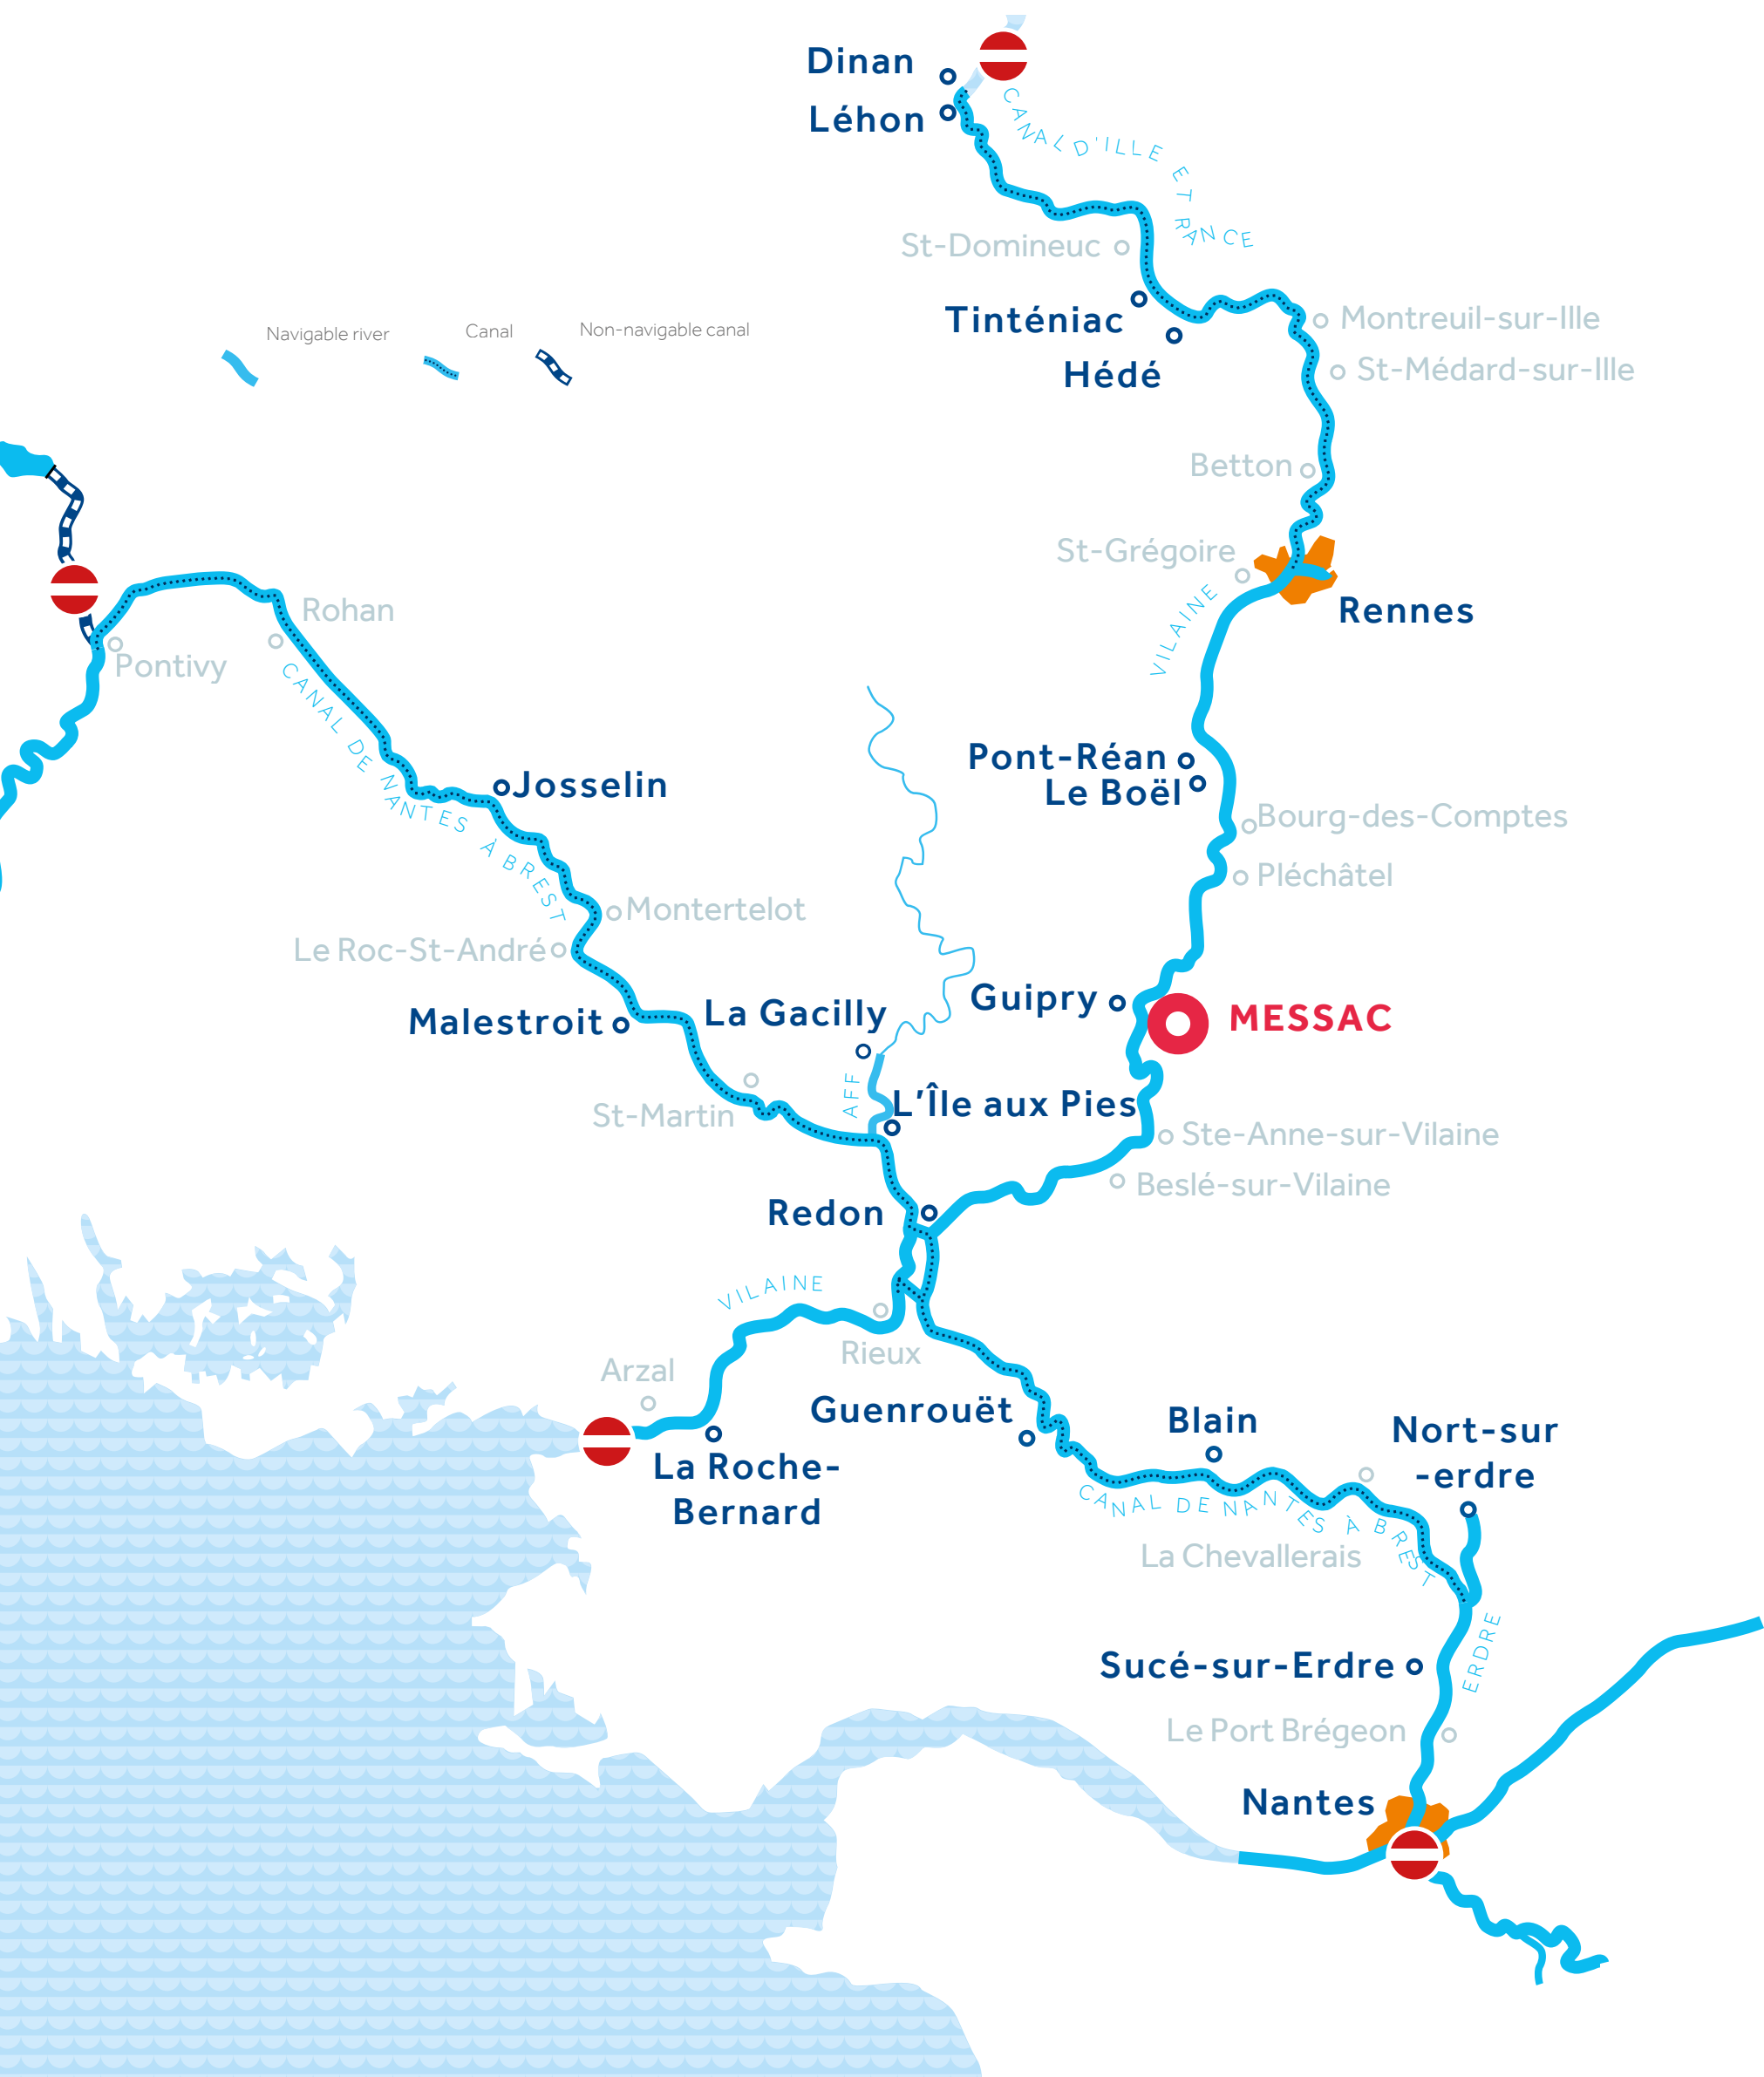 Dinan
Léhon
CANAL D'ILLE ET RANCE
St-Domineuc
Tinténiac
Hédé
Montreuil-sur-Ille
St-Médard-sur-Ille
Navigable river
Canal
Non-navigable canal
Betton
St-Grégoire
Rennes
VILAINE
Rohan
Pontivy
CANAL DE NANTES À BREST
Josselin
Pont-Réan
Le Boël
Bourg-des-Comptes
Pléchâtel
Montertelot
Le Roc-St-André
Malestroit
La Gacilly
Guipry
MESSAC
AFF
L'Île aux Pies
St-Martin
Ste-Anne-sur-Vilaine
Beslé-sur-Vilaine
Redon
VILAINE
Rieux
Arzal
La Roche-
Bernard
Guenrouët
Blain
Nort-sur
-erdre
CANAL DE NANTES À BREST
La Chevallerais
ERDRE
Sucé-sur-Erdre
Le Port Brégeon
Nantes